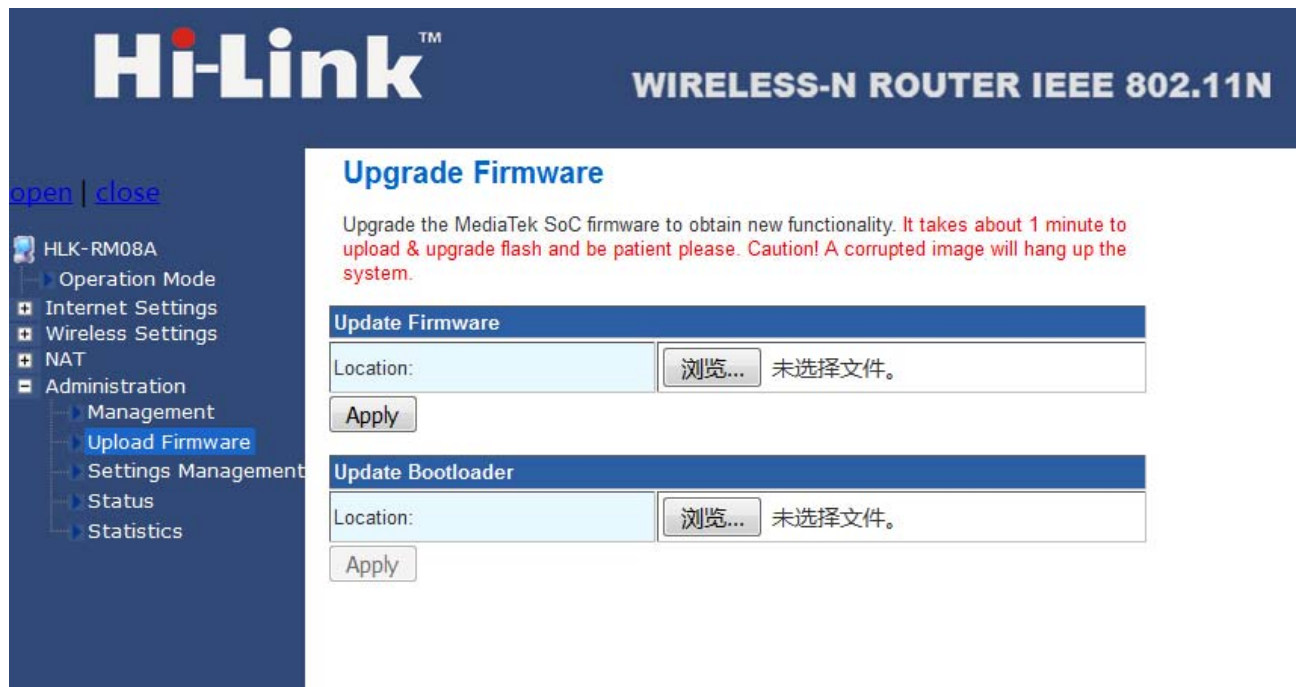 Hi-Link™
WIRELESS-N ROUTER IEEE 802.11N
open | close
HLK-RM08A
Operation Mode
Internet Settings
Wireless Settings
NAT
Administration
Management
Upload Firmware
Settings Management
Status
Statistics
Upgrade Firmware
Upgrade the MediaTek SoC firmware to obtain new functionality. It takes about 1 minute to
upload & upgrade flash and be patient please. Caution! A corrupted image will hang up the
system.
Update Firmware
Location: 浏览... 未选择文件。
Apply
Update Bootloader
Location: 浏览... 未选择文件。
Apply